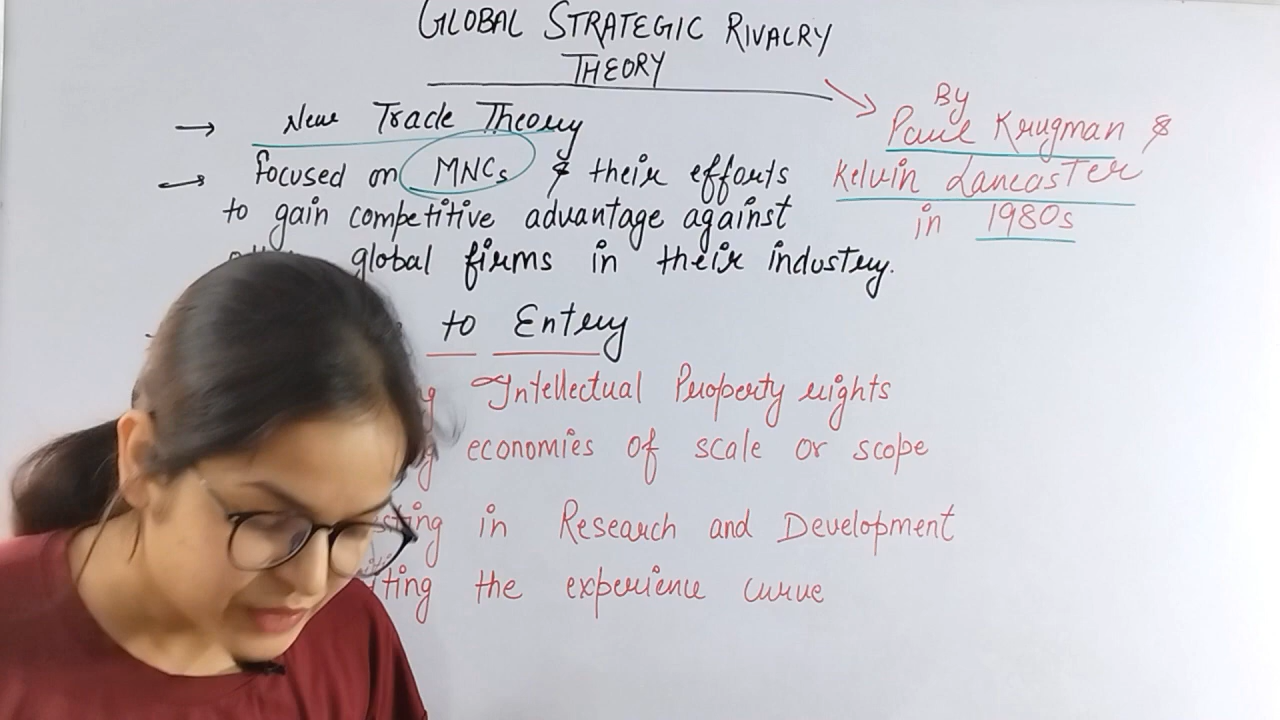 GLOBAL STRATEGIC RIVALRY
THEORY
→ New Trade Theory
→ focused on MNCs & their efforts
to gain competitive advantage against
global firms in their industry.
to Entry
Intellectual Property rights
economies of scale or scope
in Research and Development
the experience curve
By
Paul Krugman &
Kelvin Lancaster
in 1980s